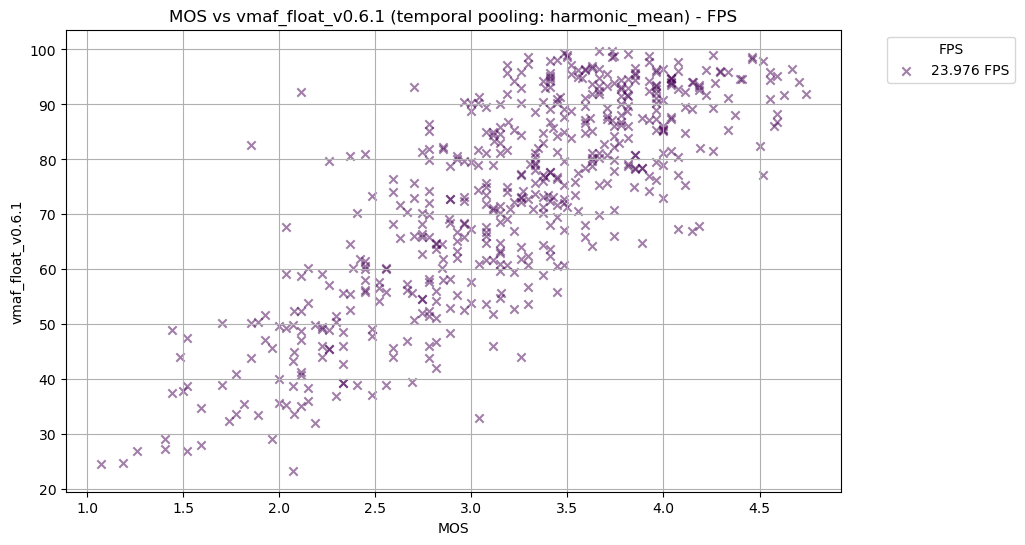 MOS vs vmaf_float_v0.6.1 (temporal pooling: harmonic_mean) - FPS
FPS
23.976 FPS
vmaf_float_v0.6.1
100
90
80
70
60
50
40
30
20
1.0 1.5 2.0 2.5 3.0 3.5 4.0 4.5
MOS